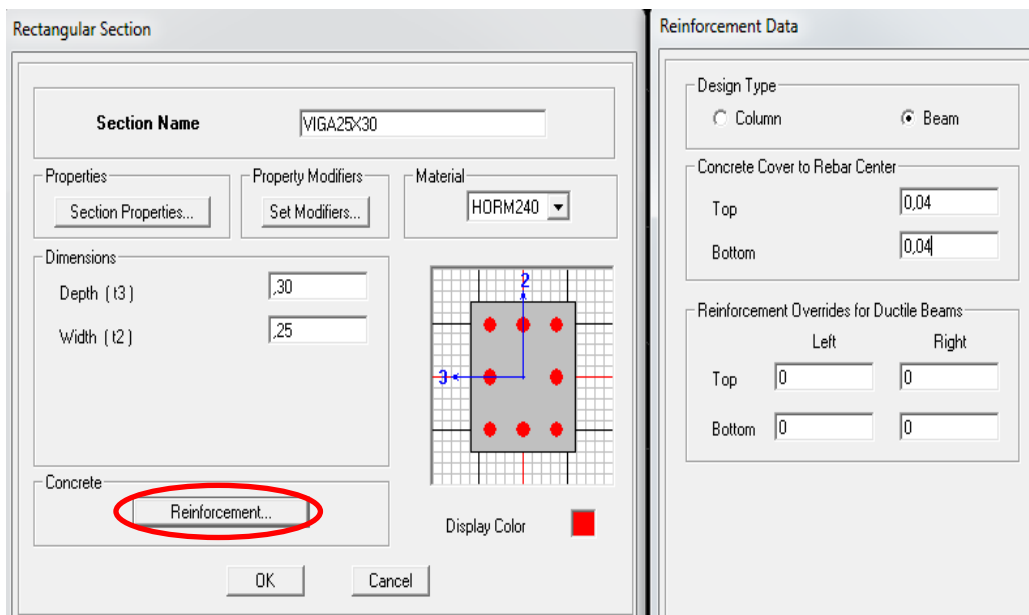 Rectangular Section
Section Name VIGA25X30
Properties Property Modifiers Material
Section Properties... Set Modifiers... HORM240
Dimensions
Depth ( t3 ) ,30
Width ( t2 ) ,25
2
3
Concrete
Reinforcement...
Display Color
OK Cancel
Reinforcement Data
Design Type
Column Beam
Concrete Cover to Rebar Center
Top 0,04
Bottom 0,04
Reinforcement Overrides for Ductile Beams
Left Right
Top 0 0
Bottom 0 0